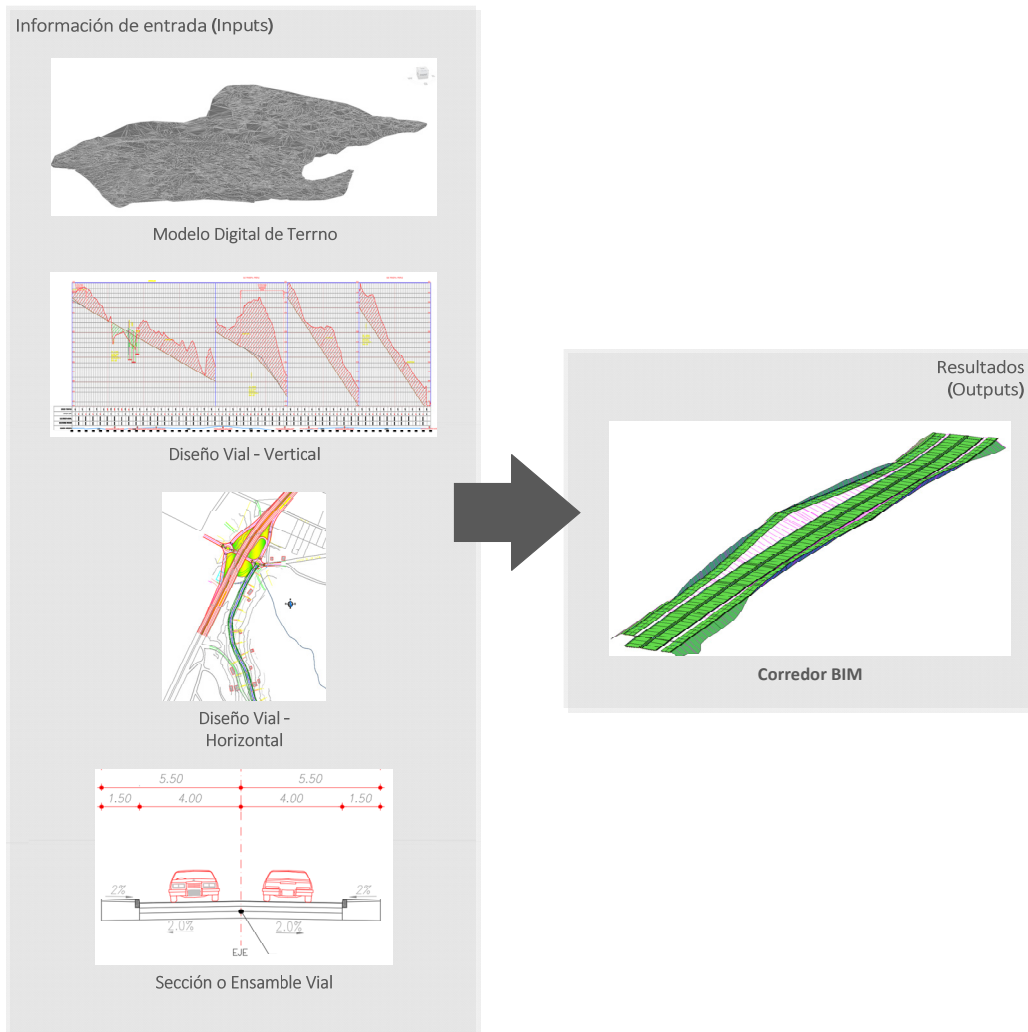 Información de entrada (Inputs)
Modelo Digital de Terrno
Diseño Vial - Vertical
Diseño Vial -
Horizontal
5.50 5.50
1.50 4.00 4.00 1.50
2% 2%
2.0% 2.0%
EJE
Sección o Ensamble Vial
Resultados
(Outputs)
Corredor BIM